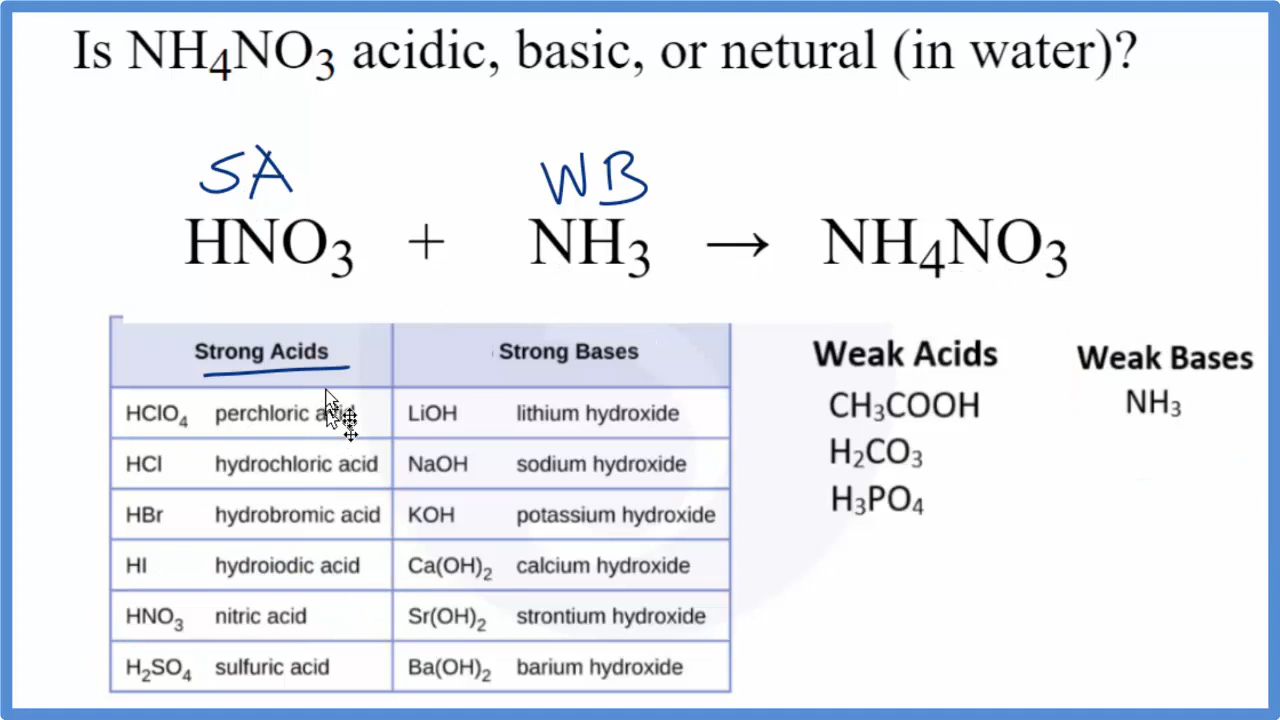 Is NH₄NO₃ acidic, basic, or netural (in water)?
SA WB
HNO₃ + NH₃ → NH₄NO₃
Strong Acids Strong Bases Weak Acids Weak Bases
HClO₄ perchloric LiOH lithium hydroxide CH₃COOH NH₃
HCl hydrochloric acid NaOH sodium hydroxide H₂CO₃
HBr hydrobromic acid KOH potassium hydroxide H₃PO₄
HI hydroiodic acid Ca(OH)₂ calcium hydroxide
HNO₃ nitric acid Sr(OH)₂ strontium hydroxide
H₂SO₄ sulfuric acid Ba(OH)₂ barium hydroxide